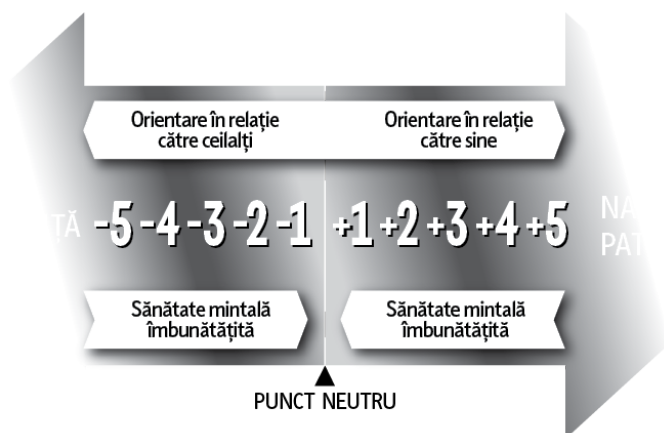 Orientare în relație
către ceilalți
Orientare în relație
către sine
-5 -4 -3 -2 -1 +1 +2 +3 +4 +5
Sănătate mintală
îmbunătățită
Sănătate mintală
îmbunătățită
PUNCT NEUTRU